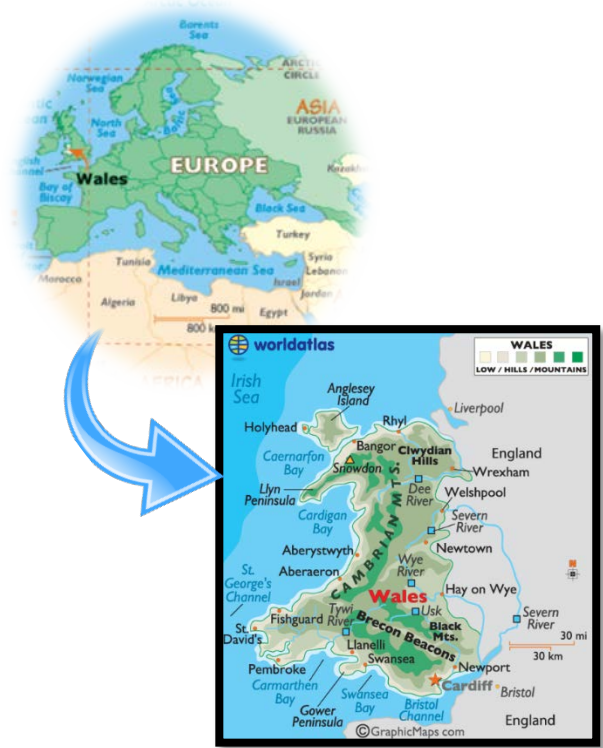 Barents
Sea
ARCTIC
CIRCLE
Norwegian
Sea
ASIA
EUROPEAN
RUSSIA
North
Sea
Baltic
EUROPE
Wales
Bay of
Biscay
Black Sea
Turkey
Syria
Tunisia
Mediterranean Sea
Israel
Morocco
Algeria
Libya
800 mi
Egypt
worldatlas
WALES
LOW / HILLS / MOUNTAINS
Irish
Sea
Anglesey
Island
Liverpool
Holyhead
Rhyl
Bangor
Clwydian
Hills
England
Caernarfon
Bay
Snowdon
Wrexham
Llyn
Peninsula
Dee
River
Welshpool
Cardigan
Bay
CAMBRIAN MTS.
Severn
River
Aberystwyth
Newtown
St.
George's
Channel
Aberaeron
Wye
River
Hay on Wye
N
Wales
Fishguard
Tywi
River
Usk
Severn
River
St.
David's
Brecon Beacons
Black
Mts.
30 mi
30 km
Llanelli
Pembroke
Swansea
Newport
Carmarthen
Bay
Cardiff
Bristol
Swansea
Bay
Gower
Peninsula
Bristol
Channel
England
©GraphicMaps.com